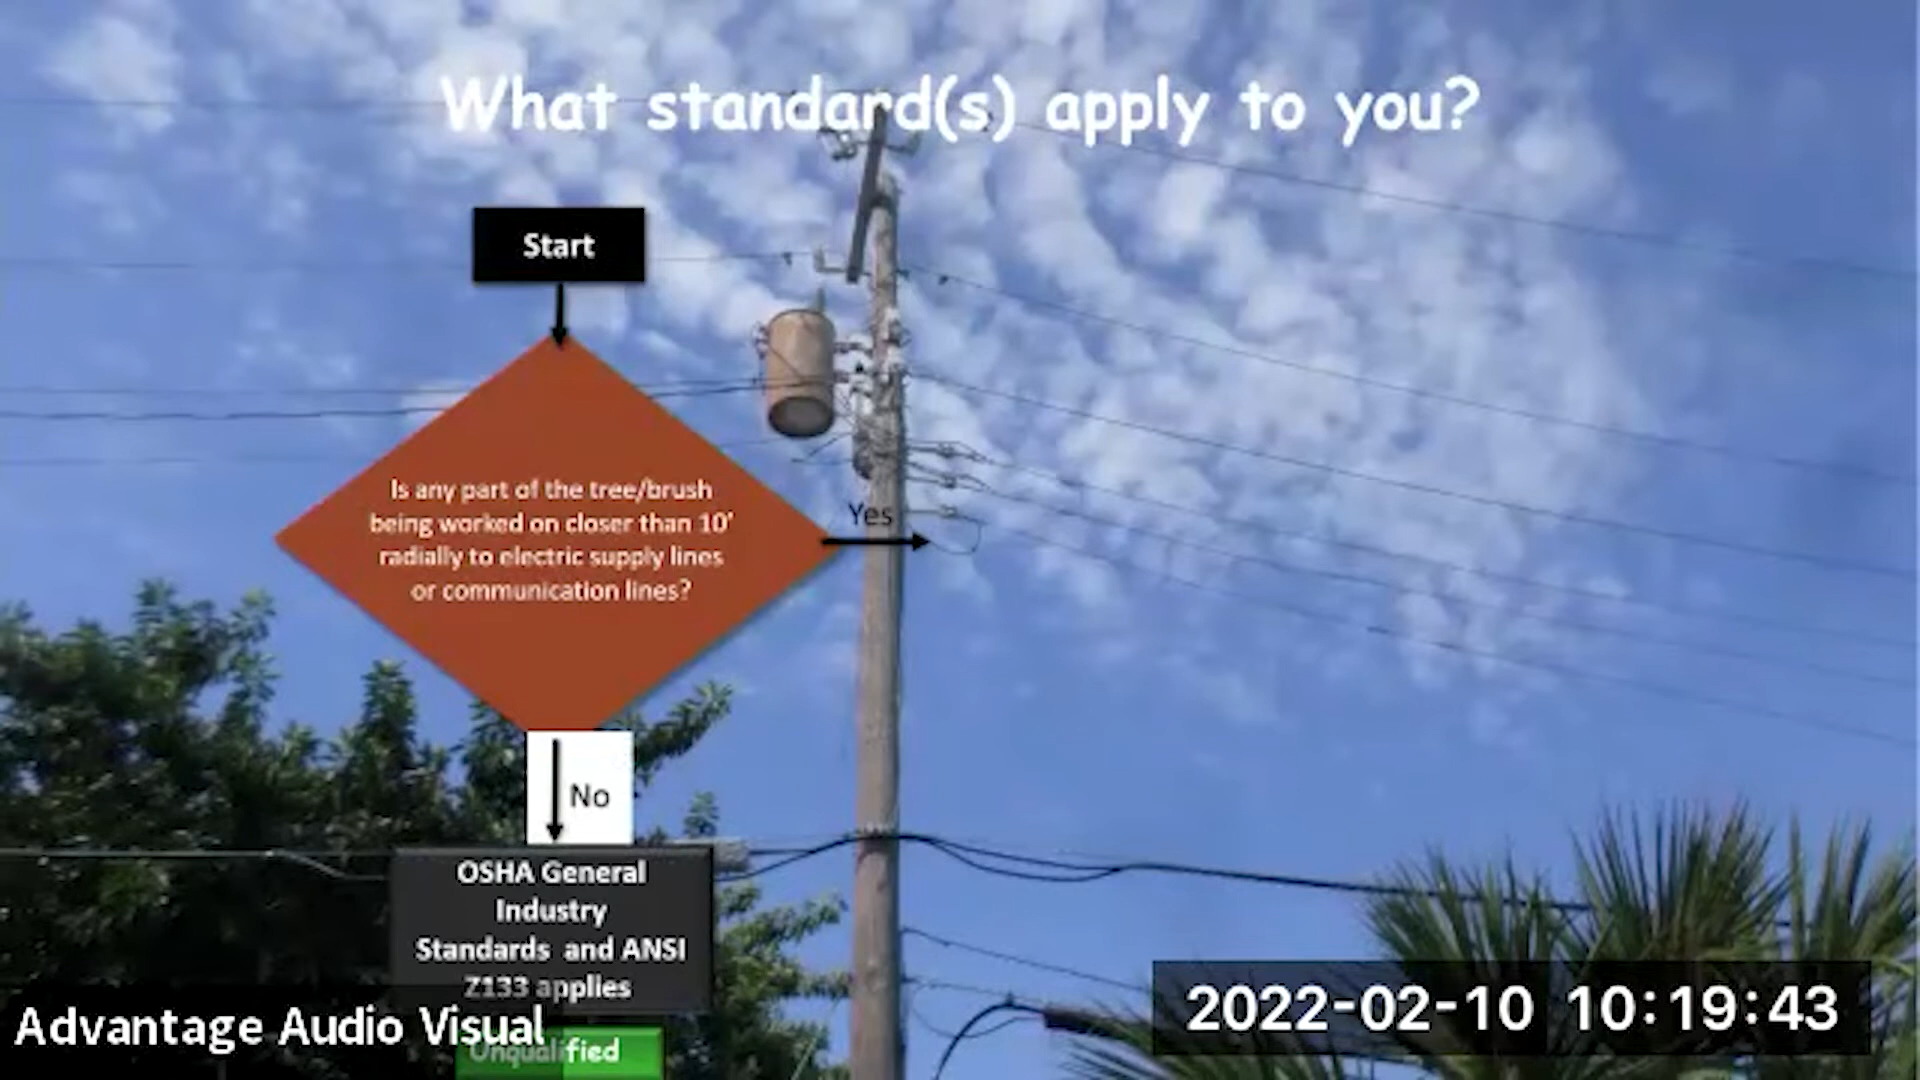 What standard(s) apply to you?
Start
Is any part of the tree/brush
being worked on closer than 10'
radially to electric supply lines
or communication lines?
Yes
No
OSHA General
Industry
Standards and ANSI
Z133 applies
Unqualified
Advantage Audio Visual
2022-02-10 10:19:43